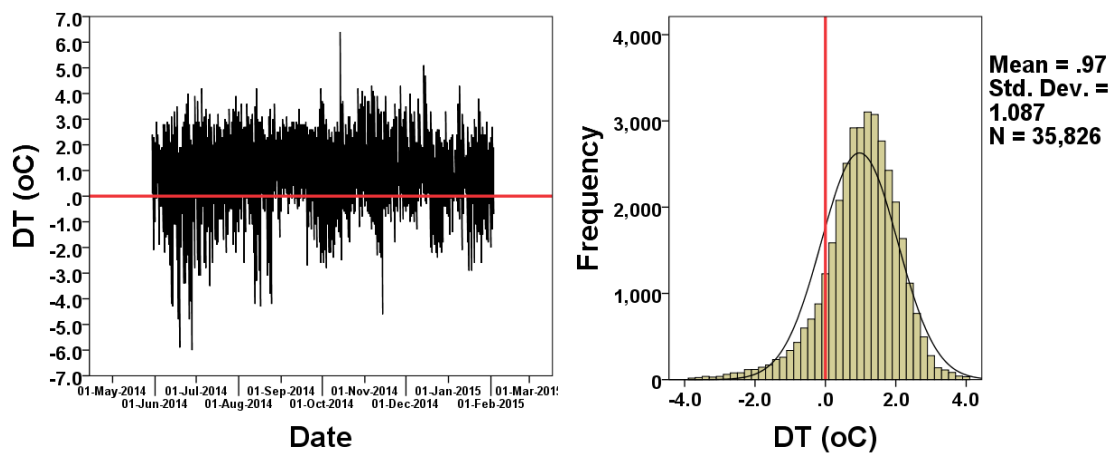 7.0
6.0
5.0
4.0
3.0
2.0
1.0
.0
-1.0
-2.0
-3.0
-4.0
-5.0
-6.0
-7.0
DT (oC)
01-May-2014 01-Jul-2014 01-Sep-2014 01-Nov-2014 01-Jan-2015 01-Mar-2015
01-Jun-2014 01-Aug-2014 01-Oct-2014 01-Dec-2014 01-Feb-2015
Date
4,000
3,000
2,000
1,000
0
Frequency
-4.0 -2.0 .0 2.0 4.0
DT (oC)
Mean = .97
Std. Dev. =
1.087
N = 35,826